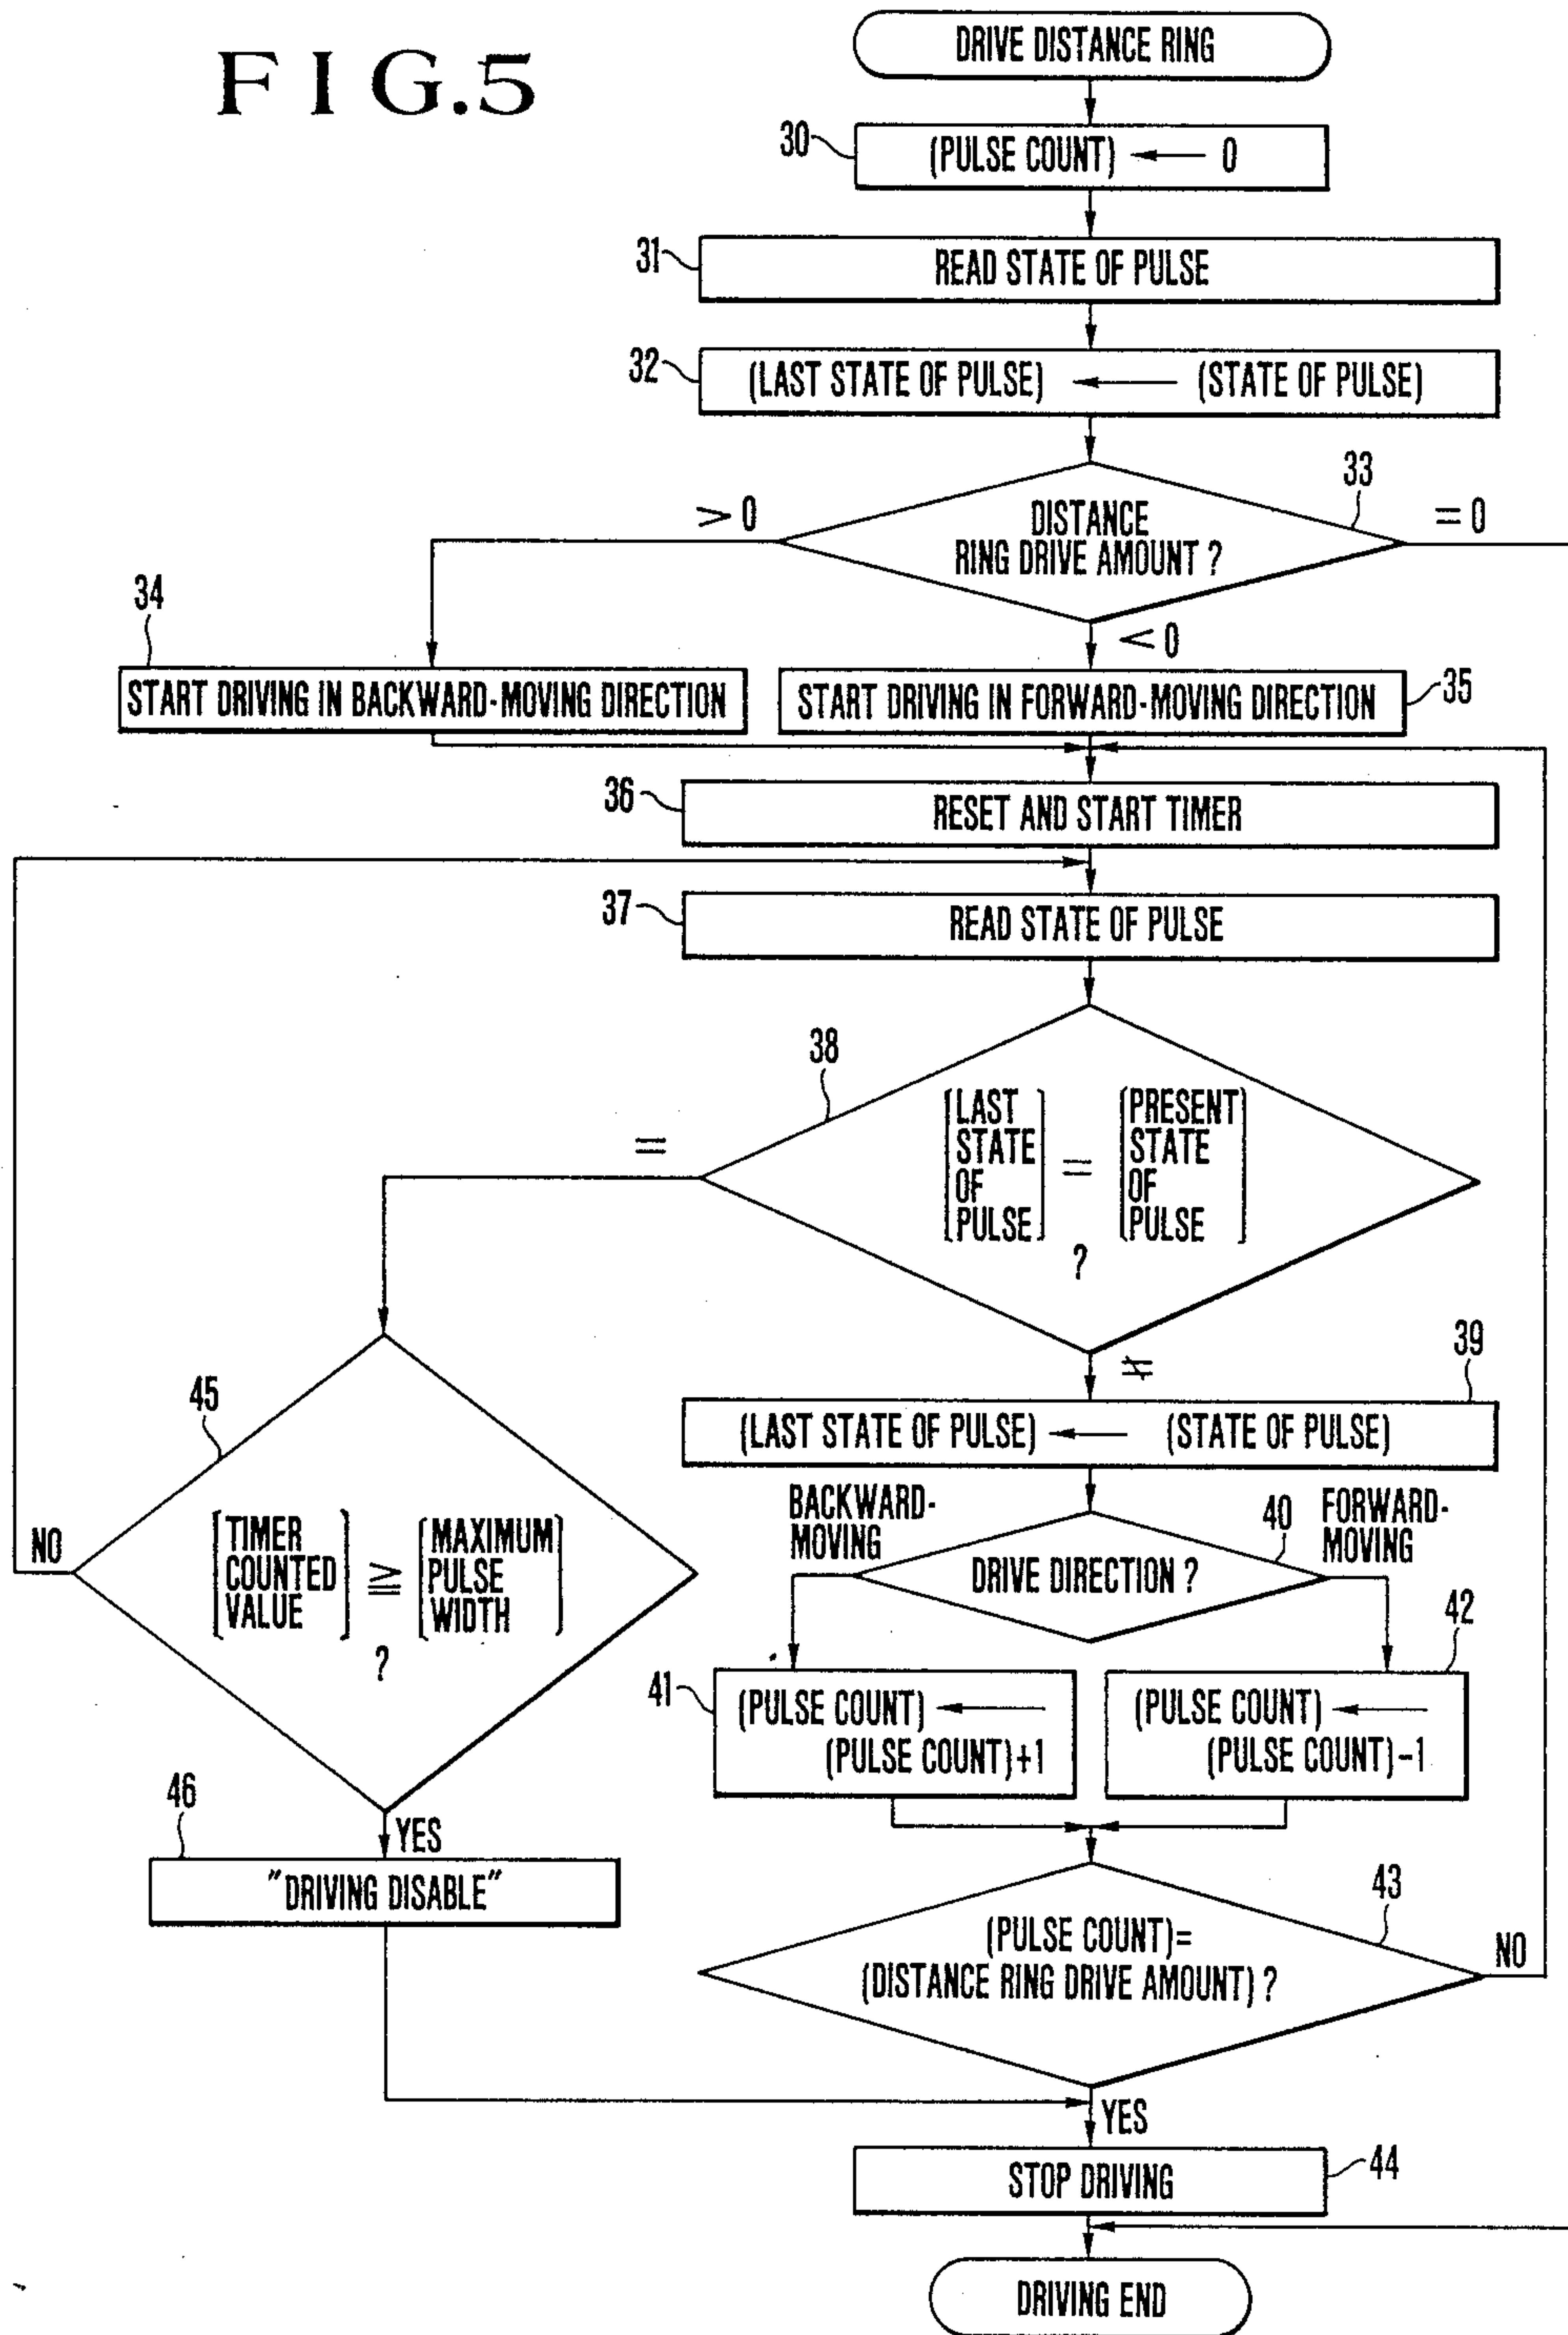 FIG.5
DRIVE DISTANCE RING
30
(PULSE COUNT) ← 0
31
READ STATE OF PULSE
32
(LAST STATE OF PULSE) ← (STATE OF PULSE)
33
> 0
= 0
DISTANCE
RING DRIVE AMOUNT ?
< 0
34
START DRIVING IN BACKWARD-MOVING DIRECTION
START DRIVING IN FORWARD-MOVING DIRECTION
35
36
RESET AND START TIMER
37
READ STATE OF PULSE
38
=
(LAST
STATE
OF
PULSE)
=
(PRESENT
STATE
OF
PULSE)
?
≠
39
(LAST STATE OF PULSE) ← (STATE OF PULSE)
45
NO
(TIMER
COUNTED
VALUE)
≧
(MAXIMUM
PULSE
WIDTH)
?
YES
BACKWARD-
MOVING
40
FORWARD-
MOVING
DRIVE DIRECTION ?
41
(PULSE COUNT) ←
(PULSE COUNT)+1
42
(PULSE COUNT) ←
(PULSE COUNT)-1
46
"DRIVING DISABLE"
43
(PULSE COUNT)=
(DISTANCE RING DRIVE AMOUNT) ?
NO
YES
STOP DRIVING
44
DRIVING END